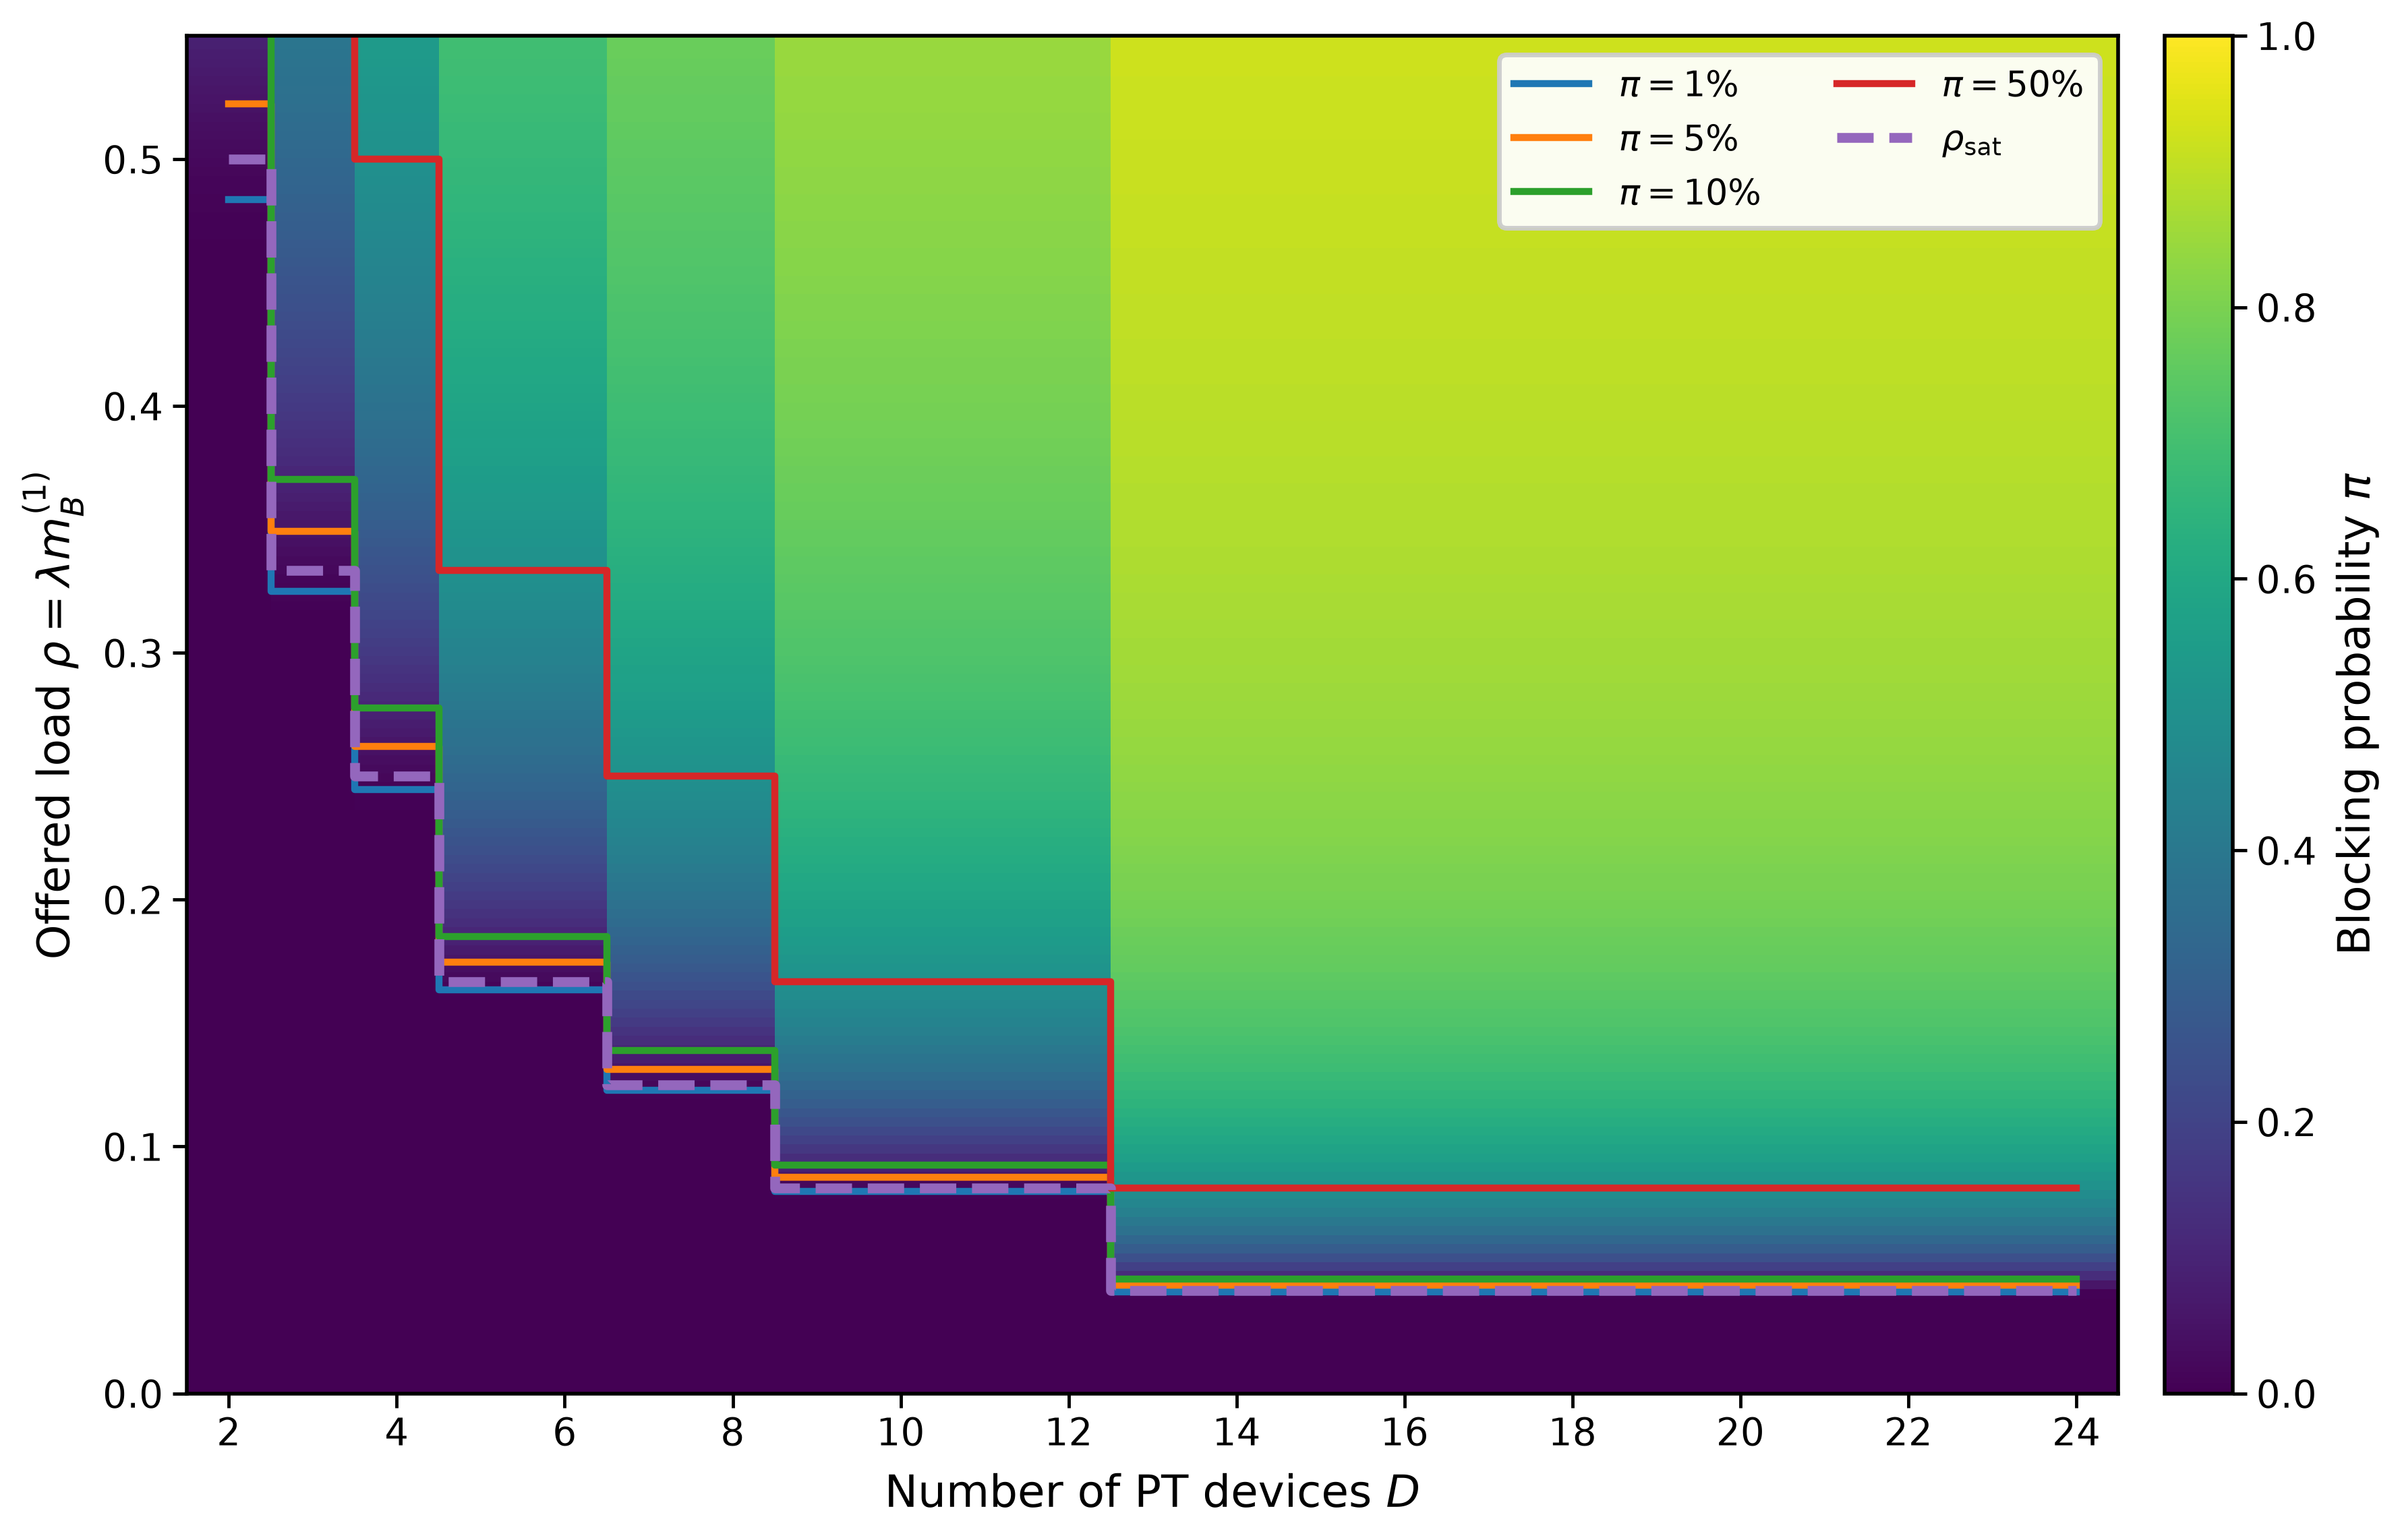 π = 1%
π = 5%
π = 10%
π = 50%
ρsat
0.5
0.4
0.3
0.2
0.1
0.0
Offered load ρ = λm_B^(1)
2 4 6 8 10 12 14 16 18 20 22 24
Number of PT devices D
1.0
0.8
0.6
0.4
0.2
0.0
Blocking probability π